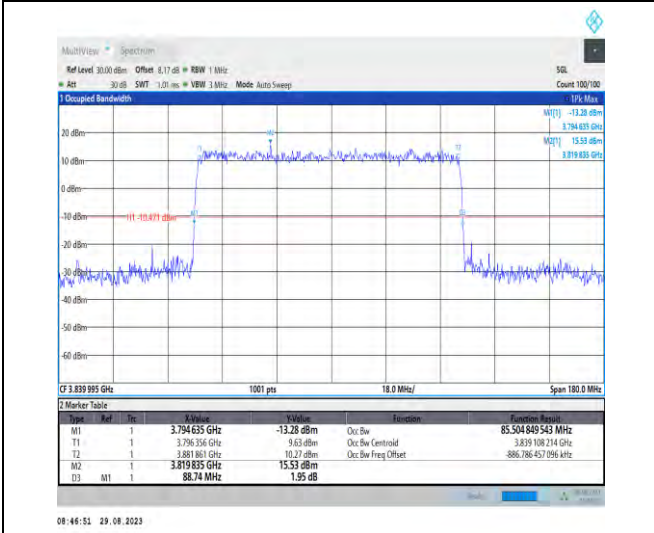 MultiView Spectrum
Ref Level 30.00 dBm Offset 8.17 dB RBW 1 MHz SGL
Att 30 dB SWT 1.01 ms VBW 3 MHz Mode Auto Sweep Count 100/100
1 Occupied Bandwidth 1Pk Max
M1[1] -13.28 dBm
3.794 635 GHz
M2[1] 15.53 dBm
3.819 835 GHz
20 dBm
M2
T1
T2
10 dBm
0 dBm
-10 dBm H1 -10.471 dBm M1 D3
-20 dBm
-30 dBm
-40 dBm
-50 dBm
-60 dBm
CF 3.839 995 GHz 1001 pts 18.0 MHz/ Span 180.0 MHz
2 Marker Table
Type Ref Trc X-Value Y-Value Function Function Result
M1 1 3.794 635 GHz -13.28 dBm Occ Bw 85.504 849 543 MHz
T1 1 3.796 356 GHz 9.63 dBm Occ Bw Centroid 3.839 108 214 GHz
T2 1 3.881 861 GHz 10.27 dBm Occ Bw Freq Offset -886.786 457 096 kHz
M2 1 3.819 835 GHz 15.53 dBm
D3 M1 1 88.74 MHz 1.95 dB
Ready
08:46:51 29.08.2023